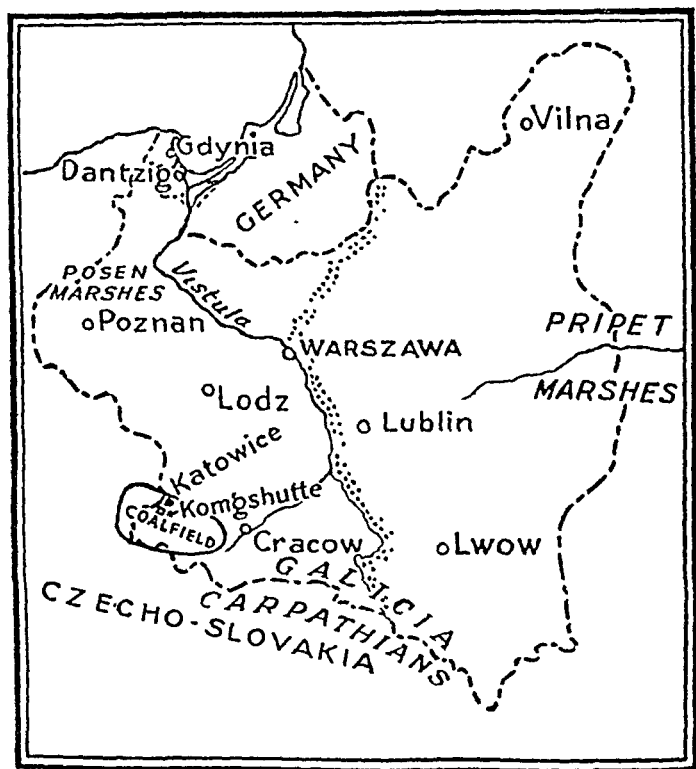 Vilna
Gdynia
Dantzig
GERMANY
POSEN
MARSHES
Vistula
Poznan
PRIPET
WARSZAWA
MARSHES
Lodz
Lublin
Katowice
Komgshutte
COALFIELD
Cracow
Lwow
GALICIA
CARPATHIANS
CZECHO-SLOVAKIA